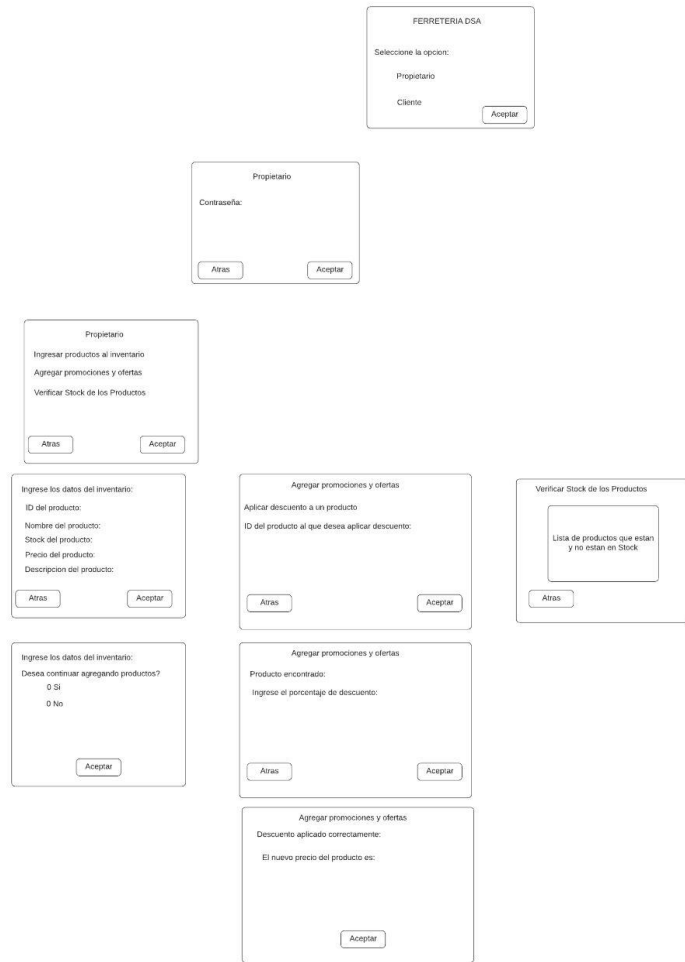 FERRETERIA DSA
Seleccione la opcion:
Propietario
Cliente
Aceptar
Propietario
Contraseña:
Atras
Aceptar
Propietario
Ingresar productos al inventario
Agregar promociones y ofertas
Verificar Stock de los Productos
Atras
Aceptar
Ingrese los datos del inventario:
ID del producto:
Nombre del producto:
Stock del producto:
Precio del producto:
Descripcion del producto:
Atras
Aceptar
Agregar promociones y ofertas
Aplicar descuento a un producto
ID del producto al que desea aplicar descuento:
Atras
Aceptar
Verificar Stock de los Productos
Lista de productos que estan
y no estan en Stock
Atras
Ingrese los datos del inventario:
Desea continuar agregando productos?
0 Si
0 No
Aceptar
Agregar promociones y ofertas
Producto encontrado:
Ingrese el porcentaje de descuento:
Atras
Aceptar
Agregar promociones y ofertas
Descuento aplicado correctamente:
El nuevo precio del producto es:
Aceptar